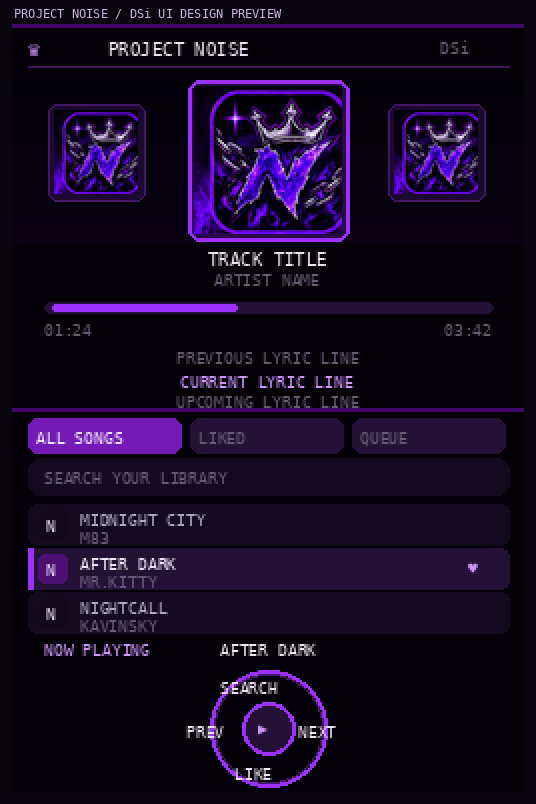 PROJECT NOISE / DSi UI DESIGN PREVIEW
PROJECT NOISE DSi
N N N
TRACK TITLE
ARTIST NAME
01:24 03:42
PREVIOUS LYRIC LINE
CURRENT LYRIC LINE
UPCOMING LYRIC LINE
ALL SONGS LIKED QUEUE
SEARCH YOUR LIBRARY
N MIDNIGHT CITY
M83
N AFTER DARK ♥
MR.KITTY
N NIGHTCALL
KAVINSKY
NOW PLAYING AFTER DARK
SEARCH
PREV ▶ NEXT
LIKE